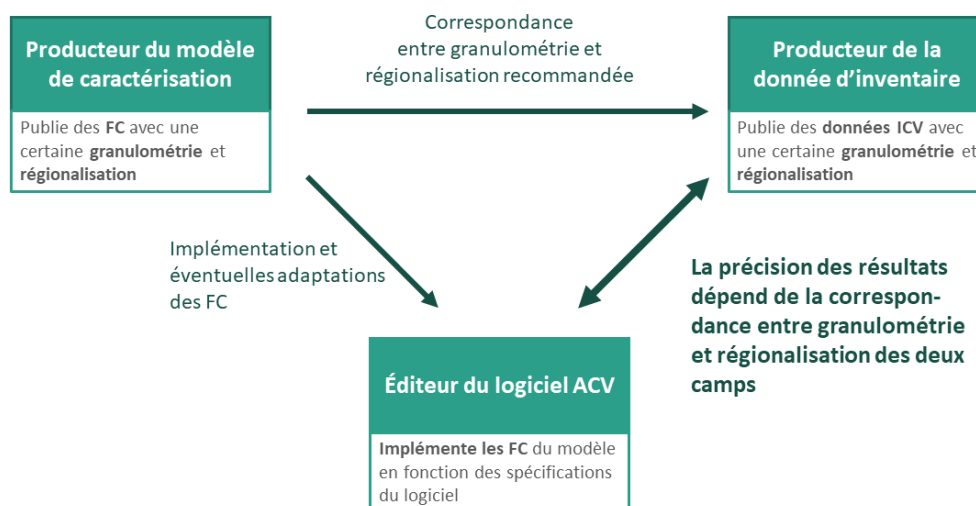 Correspondance
entre granulométrie et
régionalisation recommandée
Producteur du modèle
de caractérisation
Publie des FC avec une
certaine granulométrie et
régionalisation
Producteur de la
donnée d'inventaire
Publie des données ICV avec
une certaine granulométrie et
régionalisation
Implémentation et
éventuelles adaptations
des FC
La précision des résultats
dépend de la correspon-
dance entre granulométrie
et régionalisation des deux
camps
Éditeur du logiciel ACV
Implémente les FC du modèle
en fonction des spécifications
du logiciel